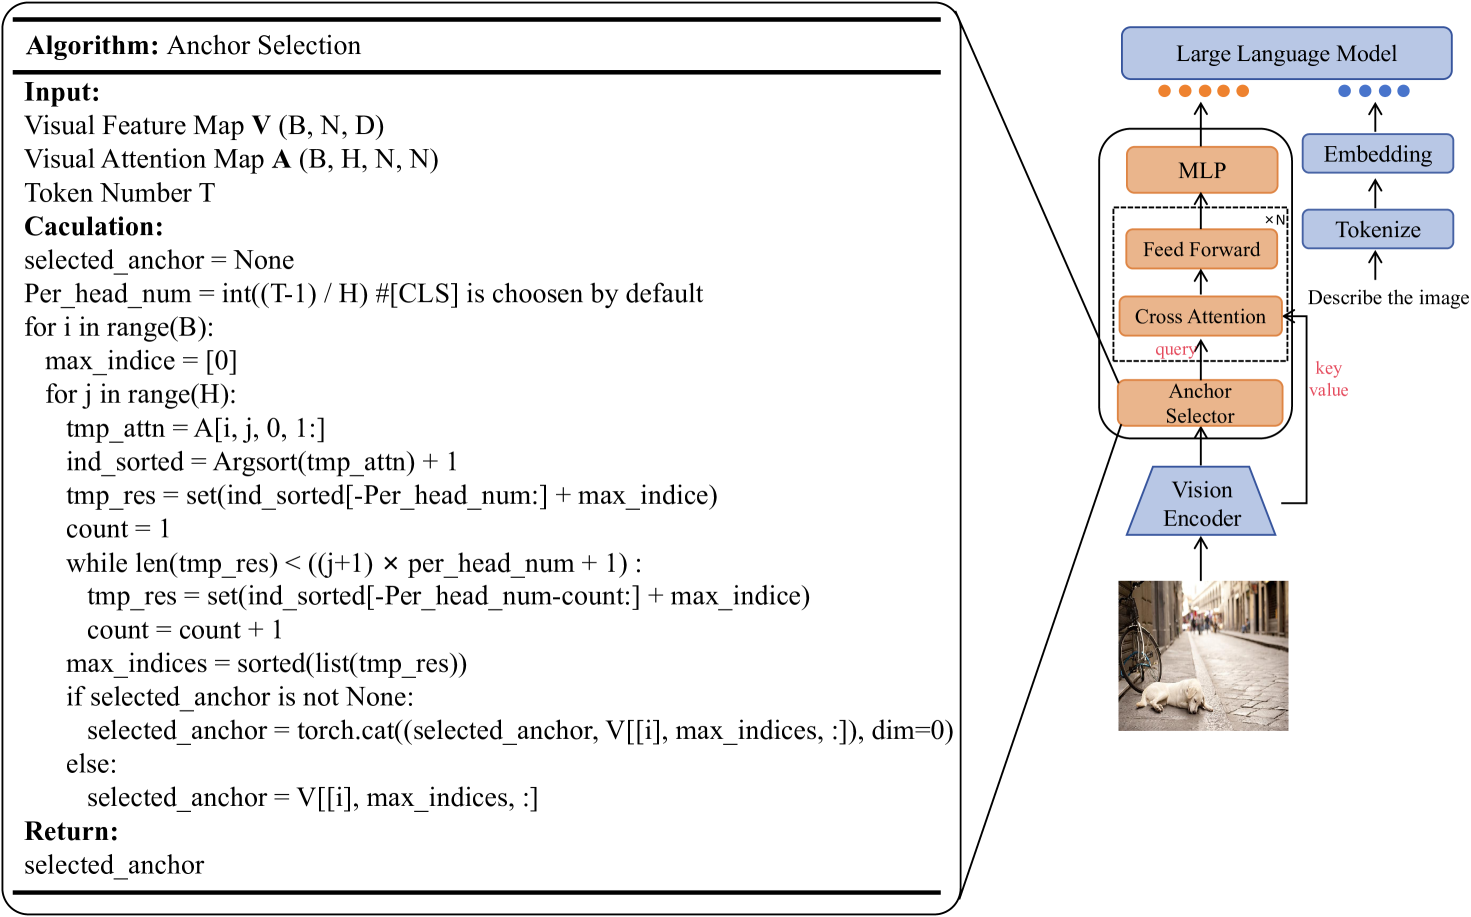 Algorithm: Anchor Selection
Input:
Visual Feature Map V (B, N, D)
Visual Attention Map A (B, H, N, N)
Token Number T
Caculation:
selected_anchor = None
Per_head_num = int((T-1) / H) #[CLS] is choosen by default
for i in range(B):
max_indice = [0]
for j in range(H):
tmp_attn = A[i, j, 0, 1:]
ind_sorted = Argsort(tmp_attn) + 1
tmp_res = set(ind_sorted[-Per_head_num:] + max_indice)
count = 1
while len(tmp_res) < ((j+1) × per_head_num + 1) :
tmp_res = set(ind_sorted[-Per_head_num-count:] + max_indice)
count = count + 1
max_indices = sorted(list(tmp_res))
if selected_anchor is not None:
selected_anchor = torch.cat((selected_anchor, V[[i], max_indices, :]), dim=0)
else:
selected_anchor = V[[i], max_indices, :]
Return:
selected_anchor
Large Language Model
MLP
×N
Feed Forward
Cross Attention
query
Anchor
Selector
key
value
Vision
Encoder
Embedding
Tokenize
Describe the image